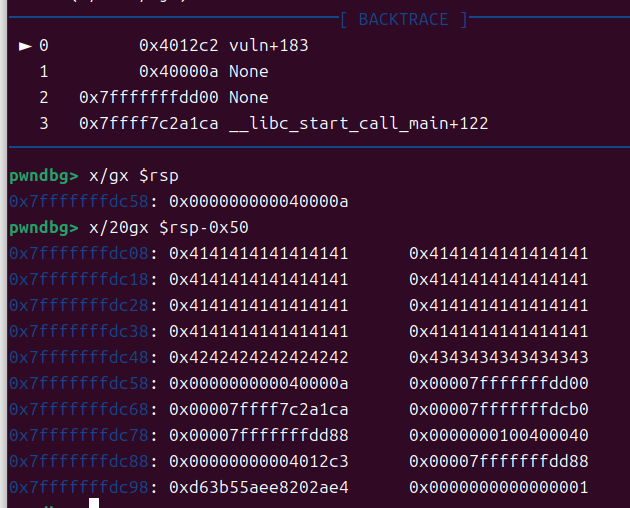 [ BACKTRACE ]
► 0 0x4012c2 vuln+183
1 0x40000a None
2 0x7fffffffdd00 None
3 0x7ffff7c2a1ca __libc_start_call_main+122
pwndbg> x/gx $rsp
0x7fffffffdc58: 0x000000000040000a
pwndbg> x/20gx $rsp-0x50
0x7fffffffdc08: 0x4141414141414141 0x4141414141414141
0x7fffffffdc18: 0x4141414141414141 0x4141414141414141
0x7fffffffdc28: 0x4141414141414141 0x4141414141414141
0x7fffffffdc38: 0x4141414141414141 0x4141414141414141
0x7fffffffdc48: 0x4242424242424242 0x4343434343434343
0x7fffffffdc58: 0x000000000040000a 0x00007fffffffdd00
0x7fffffffdc68: 0x00007ffff7c2a1ca 0x00007fffffffdcb0
0x7fffffffdc78: 0x00007fffffffdd88 0x0000000100400040
0x7fffffffdc88: 0x00000000004012c3 0x00007fffffffdd88
0x7fffffffdc98: 0xd63b55aee8202ae4 0x0000000000000001